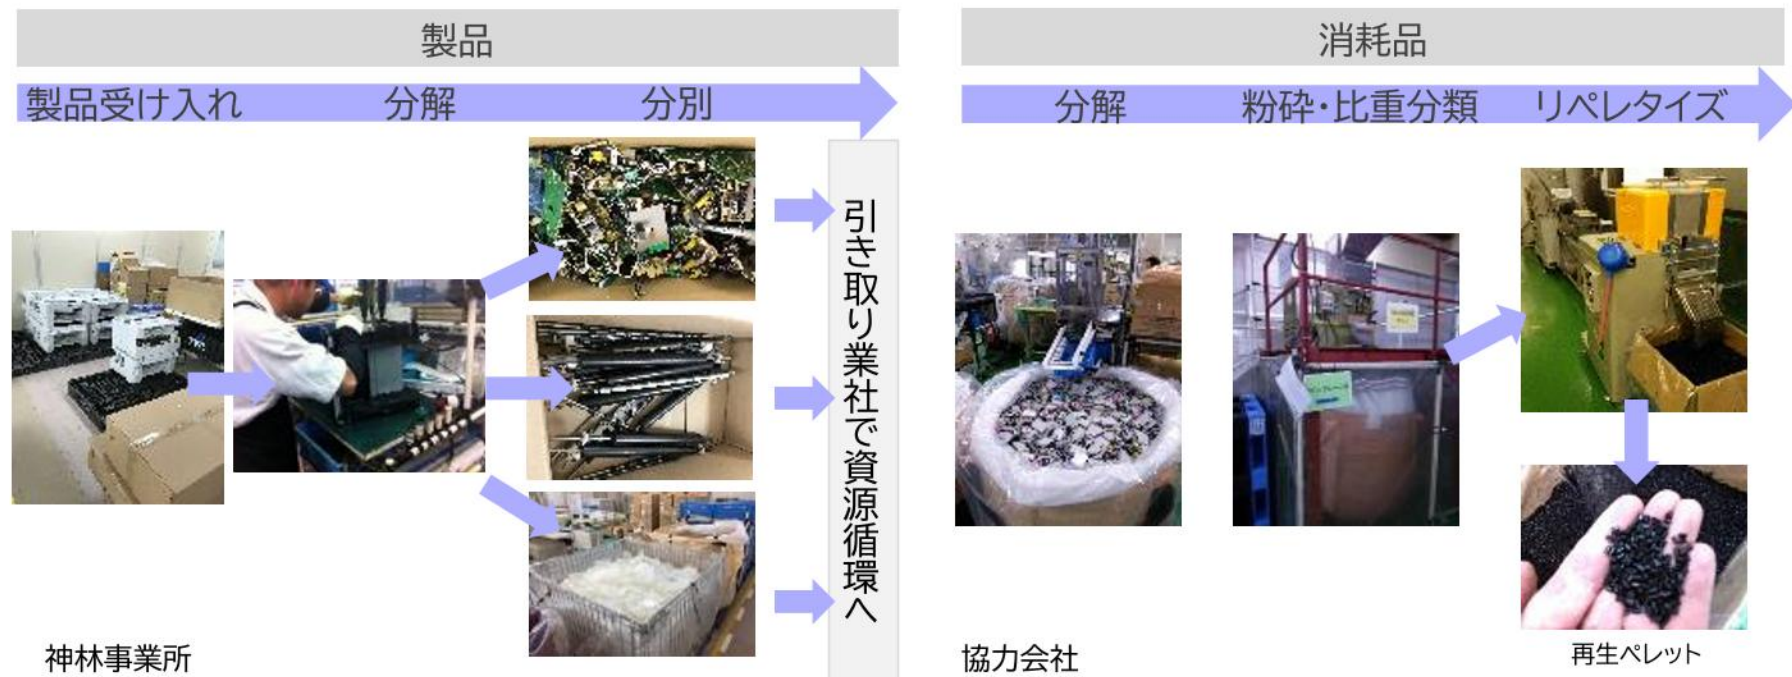 製品
製品受け入れ
分解
分別
引き取り業社で資源循環へ
神林事業所
消耗品
分解
粉砕・比重分類
リペレタイズ
協力会社
再生ペレット